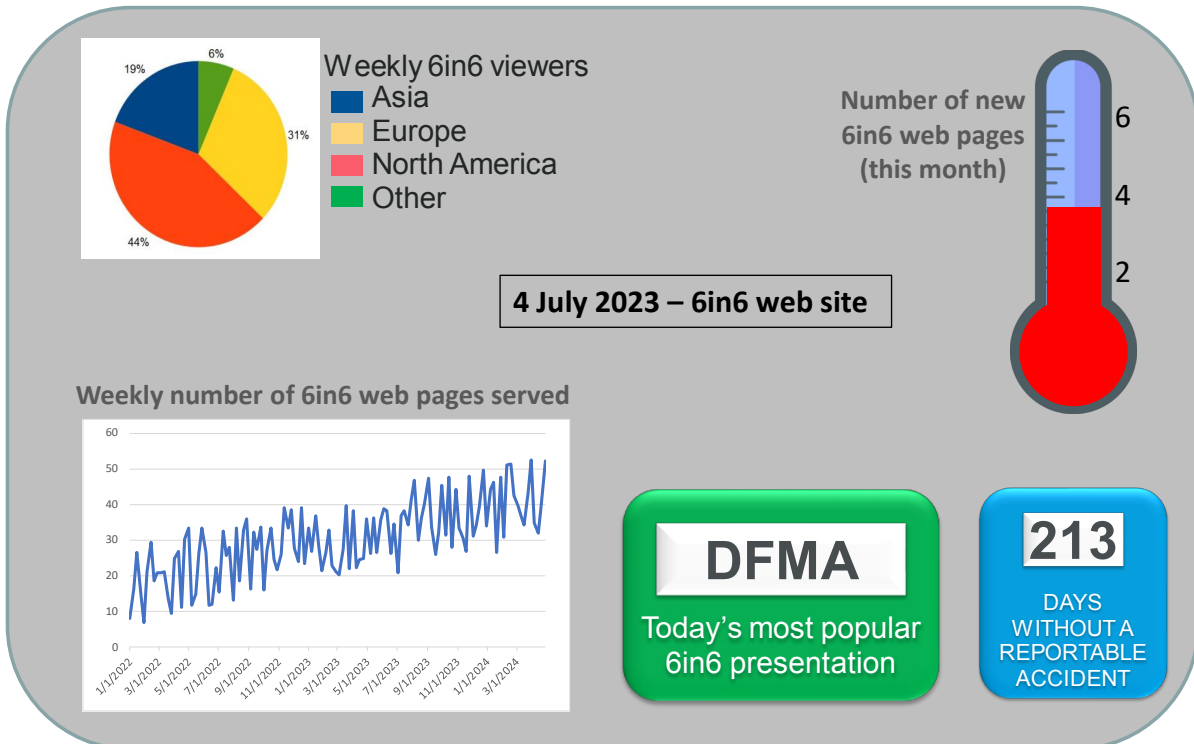 6%
19%
31%
44%
Weekly 6in6 viewers
Asia
Europe
North America
Other
Number of new
6in6 web pages
(this month)
6
4
2
4 July 2023 – 6in6 web site
Weekly number of 6in6 web pages served
60
50
40
30
20
10
0
1/1/2022
3/1/2022
5/1/2022
7/1/2022
9/1/2022
11/1/2022
1/1/2023
3/1/2023
5/1/2023
7/1/2023
9/1/2023
11/1/2023
1/1/2024
3/1/2024
DFMA
Today's most popular
6in6 presentation
213
DAYS
WITHOUT A
REPORTABLE
ACCIDENT